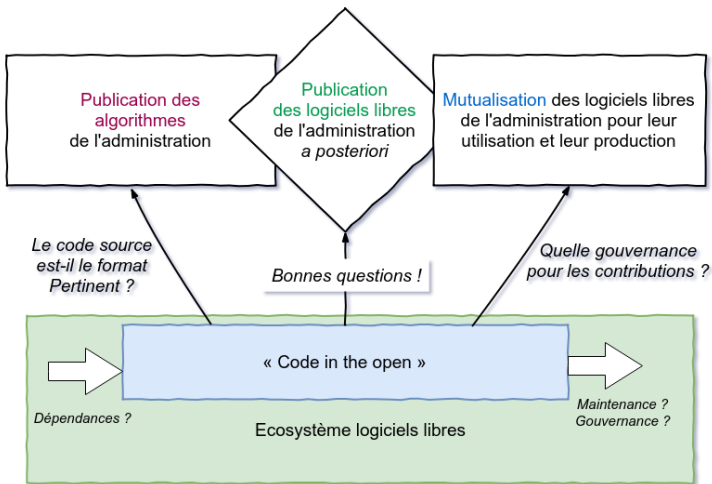 Publication des
algorithmes
de l'administration
Publication
des logiciels libres
de l'administration
a posteriori
Mutualisation des logiciels libres
de l'administration pour leur
utilisation et leur production
Le code source
est-il le format
Pertinent ?
Bonnes questions !
Quelle gouvernance
pour les contributions ?
« Code in the open »
Dépendances ?
Maintenance ?
Gouvernance ?
Ecosystème logiciels libres